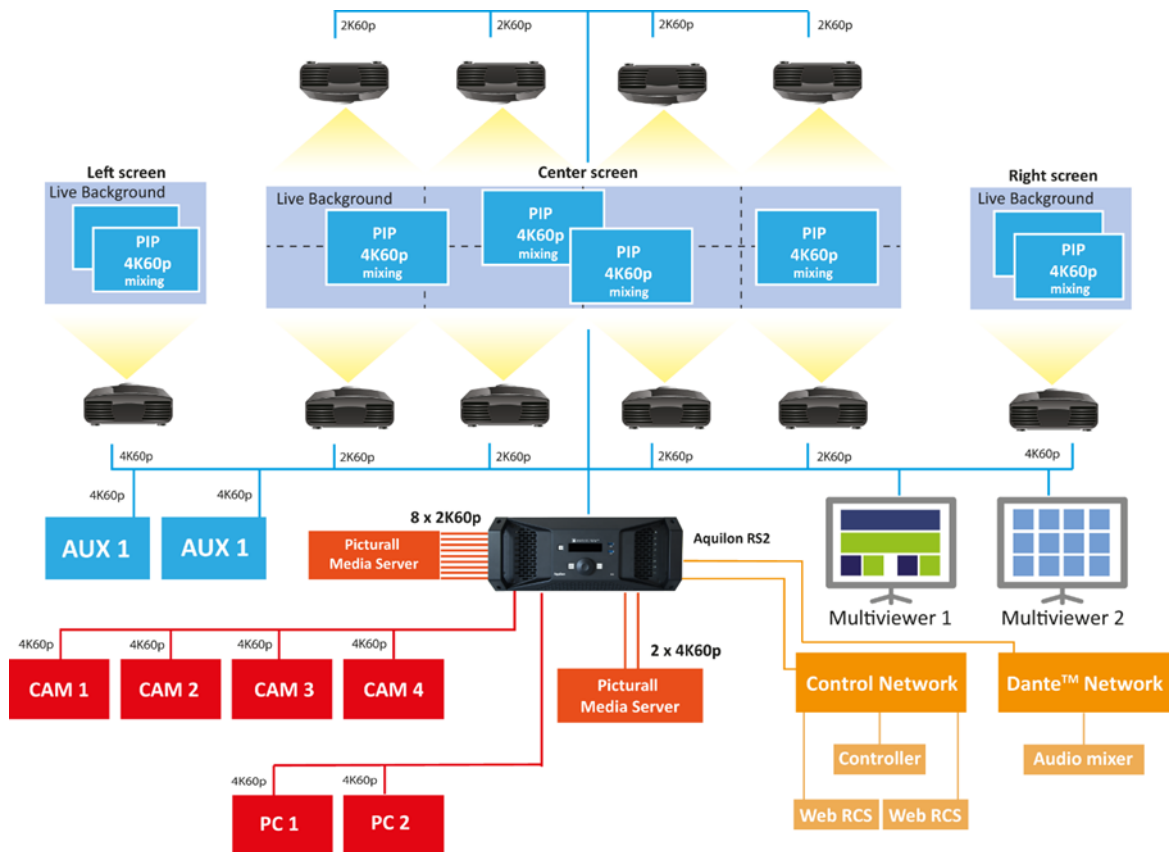 2K60p
2K60p
2K60p
2K60p
Left screen
Center screen
Right screen
Live Background
PIP
4K60p
mixing
Live Background
PIP
4K60p
mixing
PIP
4K60p
mixing
PIP
4K60p
mixing
PIP
4K60p
mixing
Live Background
PIP
4K60p
mixing
4K60p
2K60p
2K60p
2K60p
2K60p
4K60p
4K60p
4K60p
AUX 1
AUX 1
8 x 2K60p
Picturall
Media Server
Aquilon RS2
Multiviewer 1
Multiviewer 2
4K60p
4K60p
4K60p
4K60p
CAM 1
CAM 2
CAM 3
CAM 4
2 x 4K60p
Picturall
Media Server
Control Network
Dante™ Network
Controller
Audio mixer
Web RCS
Web RCS
4K60p
4K60p
PC 1
PC 2